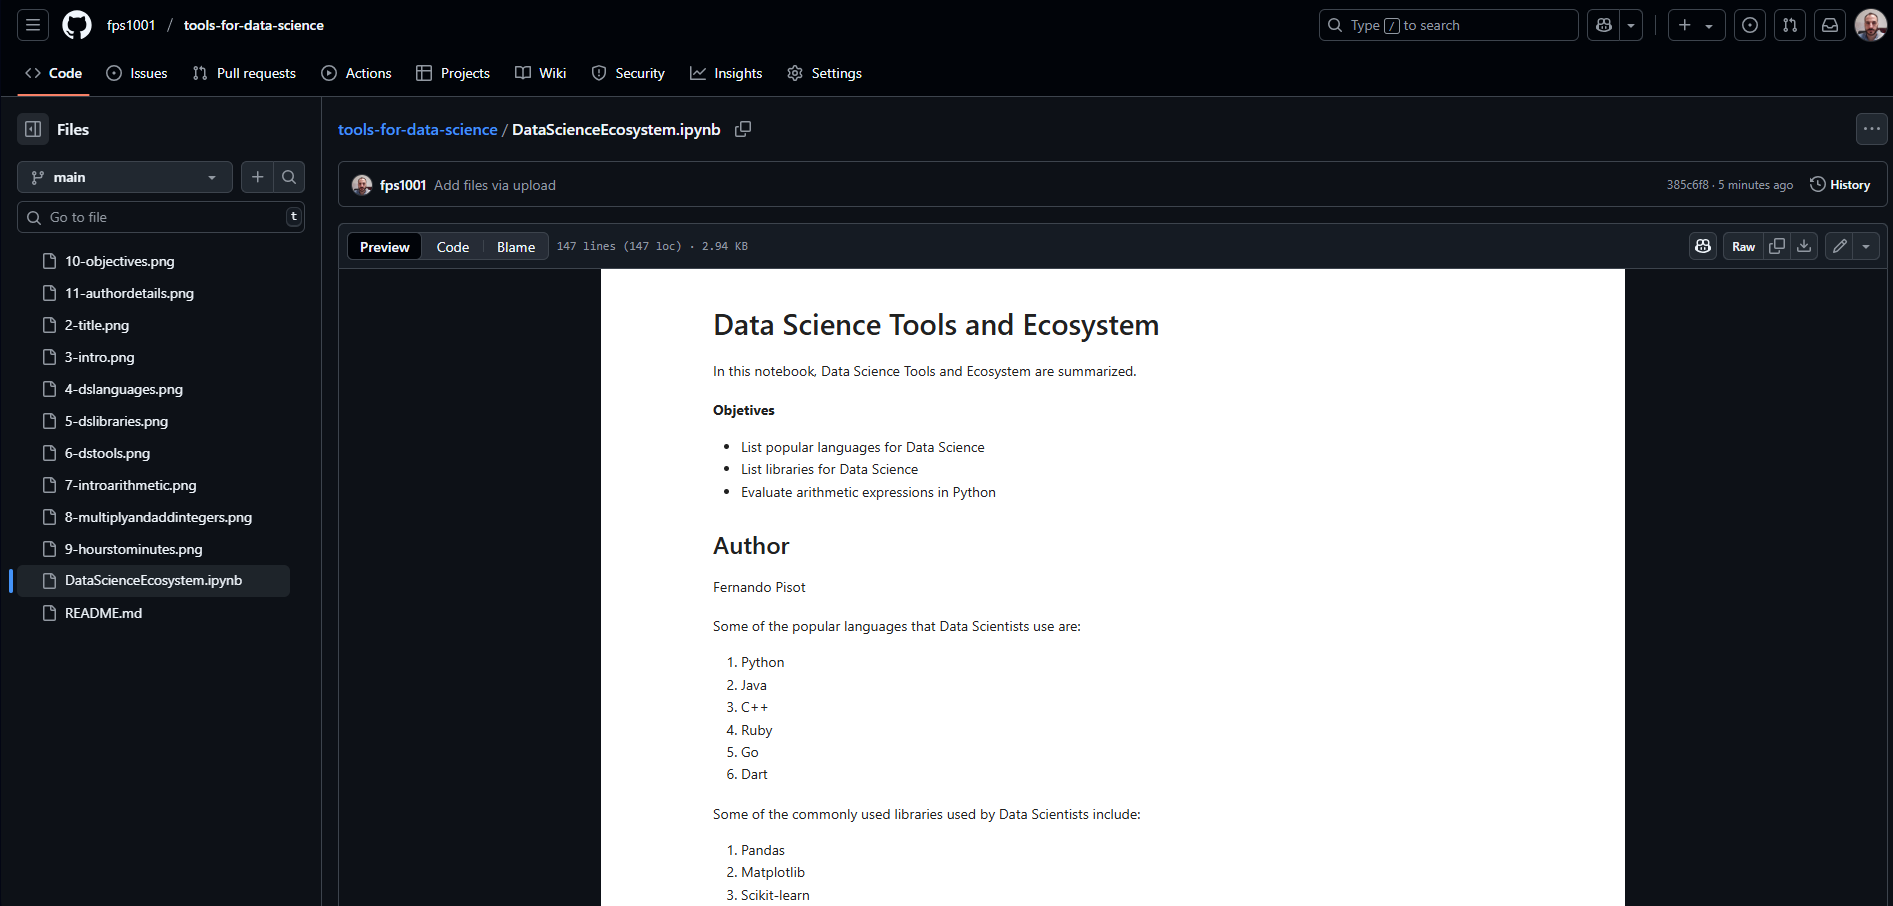 fps1001 / tools-for-data-science
Type / to search
Code Issues Pull requests Actions Projects Wiki Security Insights Settings
Files
main
Go to file t
10-objectives.png
11-authordetails.png
2-title.png
3-intro.png
4-dslanguages.png
5-dslibraries.png
6-dstools.png
7-introarithmetic.png
8-multiplyandaddintegers.png
9-hourstominutes.png
DataScienceEcosystem.ipynb
README.md
tools-for-data-science / DataScienceEcosystem.ipynb
fps1001 Add files via upload
385c6f8 · 5 minutes ago History
Preview Code Blame 147 lines (147 loc) · 2.94 KB
Raw
Data Science Tools and Ecosystem
In this notebook, Data Science Tools and Ecosystem are summarized.
Objetives
• List popular languages for Data Science
• List libraries for Data Science
• Evaluate arithmetic expressions in Python
Author
Fernando Pisot
Some of the popular languages that Data Scientists use are:
1. Python
2. Java
3. C++
4. Ruby
5. Go
6. Dart
Some of the commonly used libraries used by Data Scientists include:
1. Pandas
2. Matplotlib
3. Scikit-learn